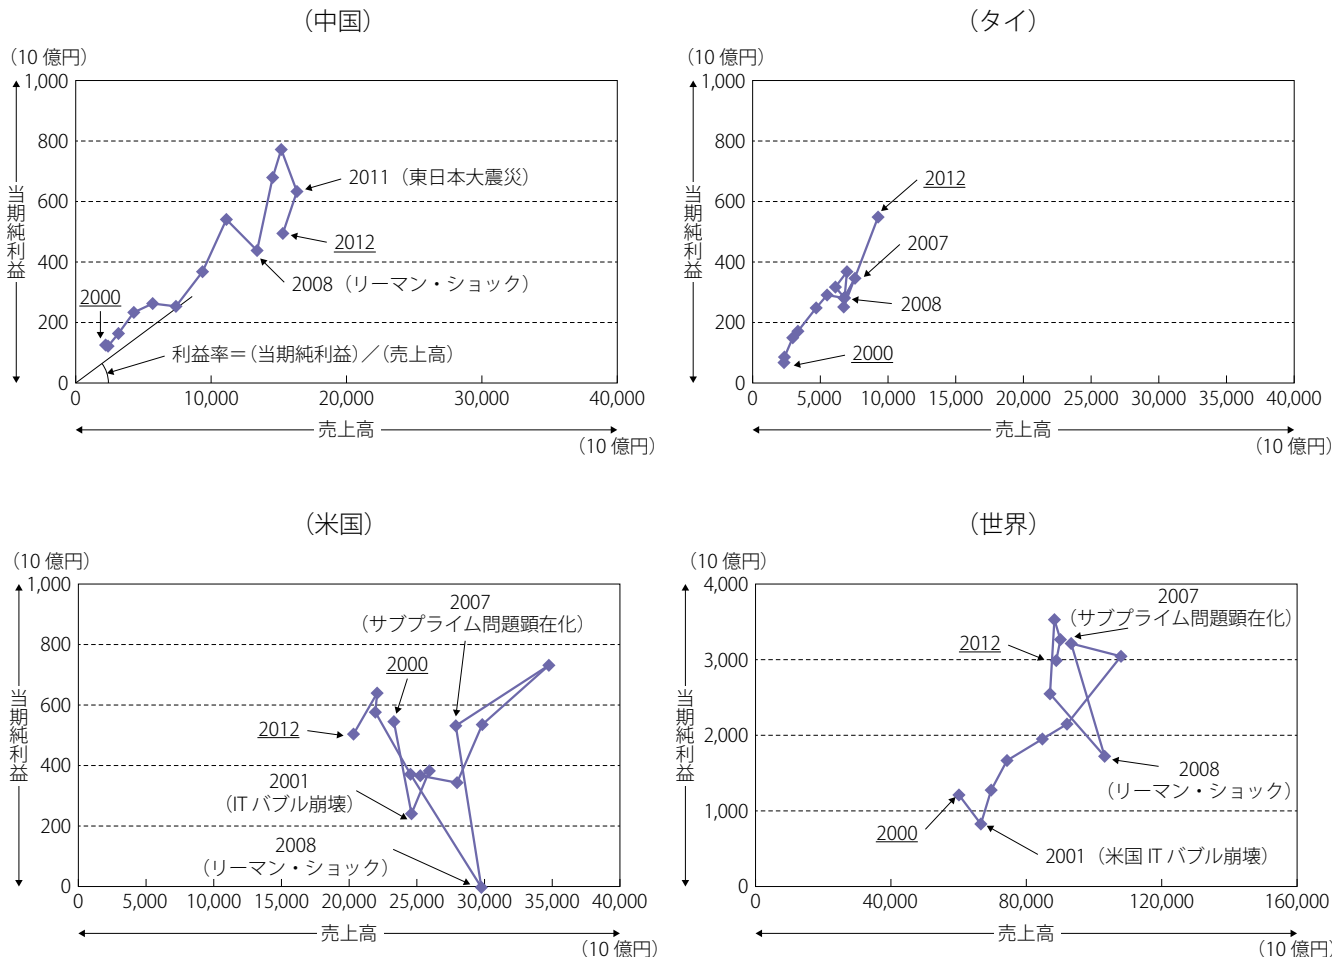 （中国）
（10 億円）
1,000
800
600
400
200
0
当期純利益
2011（東日本大震災）
2012
2008（リーマン・ショック）
2000
利益率＝(当期純利益)／(売上高)
0
10,000
20,000
30,000
40,000
売上高
（10 億円）
（タイ）
（10 億円）
1,000
800
600
400
200
0
当期純利益
2012
2007
2008
2000
0
5,000
10,000
15,000
20,000
25,000
30,000
35,000
40,000
売上高
（10 億円）
（米国）
（10 億円）
1,000
800
600
400
200
0
当期純利益
2007
（サブプライム問題顕在化）
2000
2012
2001
（IT バブル崩壊）
2008
（リーマン・ショック）
0
5,000
10,000
15,000
20,000
25,000
30,000
35,000
40,000
売上高
（10 億円）
（世界）
（10 億円）
4,000
3,000
2,000
1,000
0
当期純利益
2007
（サブプライム問題顕在化）
2012
2008
（リーマン・ショック）
2000
2001（米国 IT バブル崩壊）
0
40,000
80,000
120,000
160,000
売上高
（10 億円）